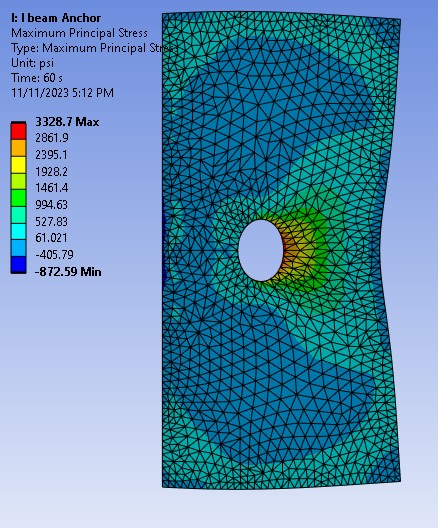 I: I beam Anchor
Maximum Principal Stress
Type: Maximum Principal Stress
Unit: psi
Time: 60 s
11/11/2023 5:12 PM
3328.7 Max
2861.9
2395.1
1928.2
1461.4
994.63
527.83
61.021
-405.79
-872.59 Min